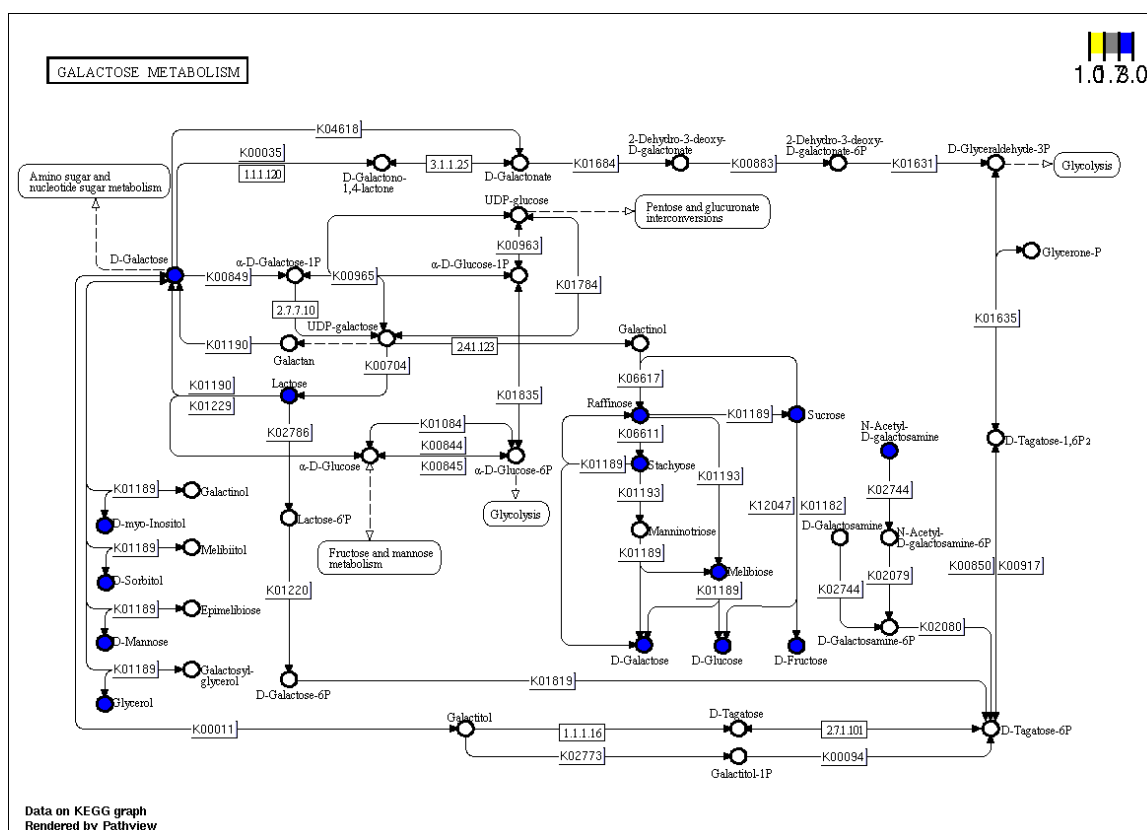 GALACTOSE METABOLISM
K04618
K00035
1.1.1.120
D-Galactono-
1,4-lactone
3.1.1.25
D-Galactonate
K01684
2-Dehydro-3-deoxy-
D-galactonate
K00883
2-Dehydro-3-deoxy-
D-galactonate-6P
K01631
D-Glyceraldehyde-3P
Glycolysis
Amino sugar and
nucleotide sugar metabolism
UDP-glucose
Pentose and glucuronate
interconversions
D-Galactose
K00849
α-D-Galactose-1P
K00965
α-D-Glucose-1P
K00963
K01784
Glycerone-P
2.7.7.10
UDP-galactose
K01190
Galactan
K00704
2.4.1.123
Galactinol
K01635
K01190
K01229
Lactose
K02786
K01084
K00844
K00845
K01835
α-D-Glucose
α-D-Glucose-6P
Glycolysis
Fructose and mannose
metabolism
K06617
Raffinose
K01189
Sucrose
K06611
K01189
Stachyose
K01193
K01193
Manninotriose
K01189
Melibiose
K01189
K12047
K01182
D-Galactose
D-Glucose
D-Fructose
N-Acetyl-
D-galactosamine
K02744
D-Galactosamine
N-Acetyl-
D-galactosamine-6P
K02744
K02079
D-Galactosamine-6P
K02080
D-Tagatose-1,6P2
K00850
K00917
K01189
Galactinol
D-myo-Inositol
K01189
Melibiitol
D-Sorbitol
K01189
Epimelibiose
D-Mannose
K01189
Galactosyl-
glycerol
Glycerol
Lactose-6'P
K01220
D-Galactose-6P
K01819
K00011
Galactitol
1.1.1.16
D-Tagatose
2.7.1.101
D-Tagatose-6P
K02773
Galactitol-1P
K00094
Data on KEGG graph
Rendered by Pathview